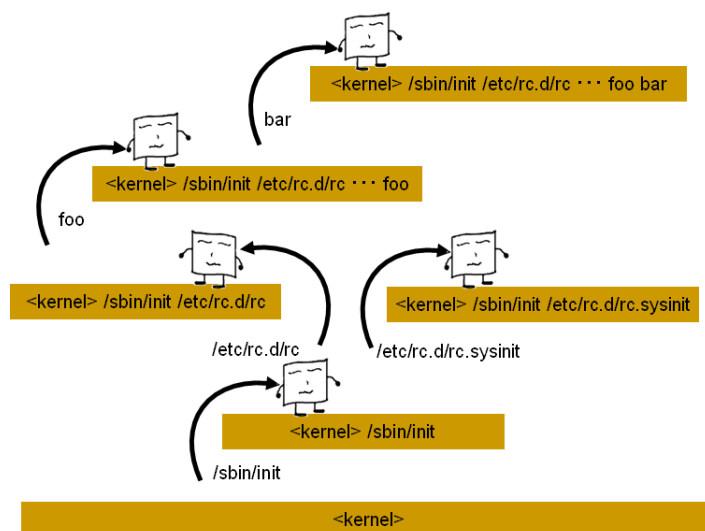 <kernel> /sbin/init /etc/rc.d/rc ··· foo bar
bar
<kernel> /sbin/init /etc/rc.d/rc ··· foo
foo
<kernel> /sbin/init /etc/rc.d/rc
<kernel> /sbin/init /etc/rc.d/rc.sysinit
/etc/rc.d/rc
/etc/rc.d/rc.sysinit
<kernel> /sbin/init
/sbin/init
<kernel>